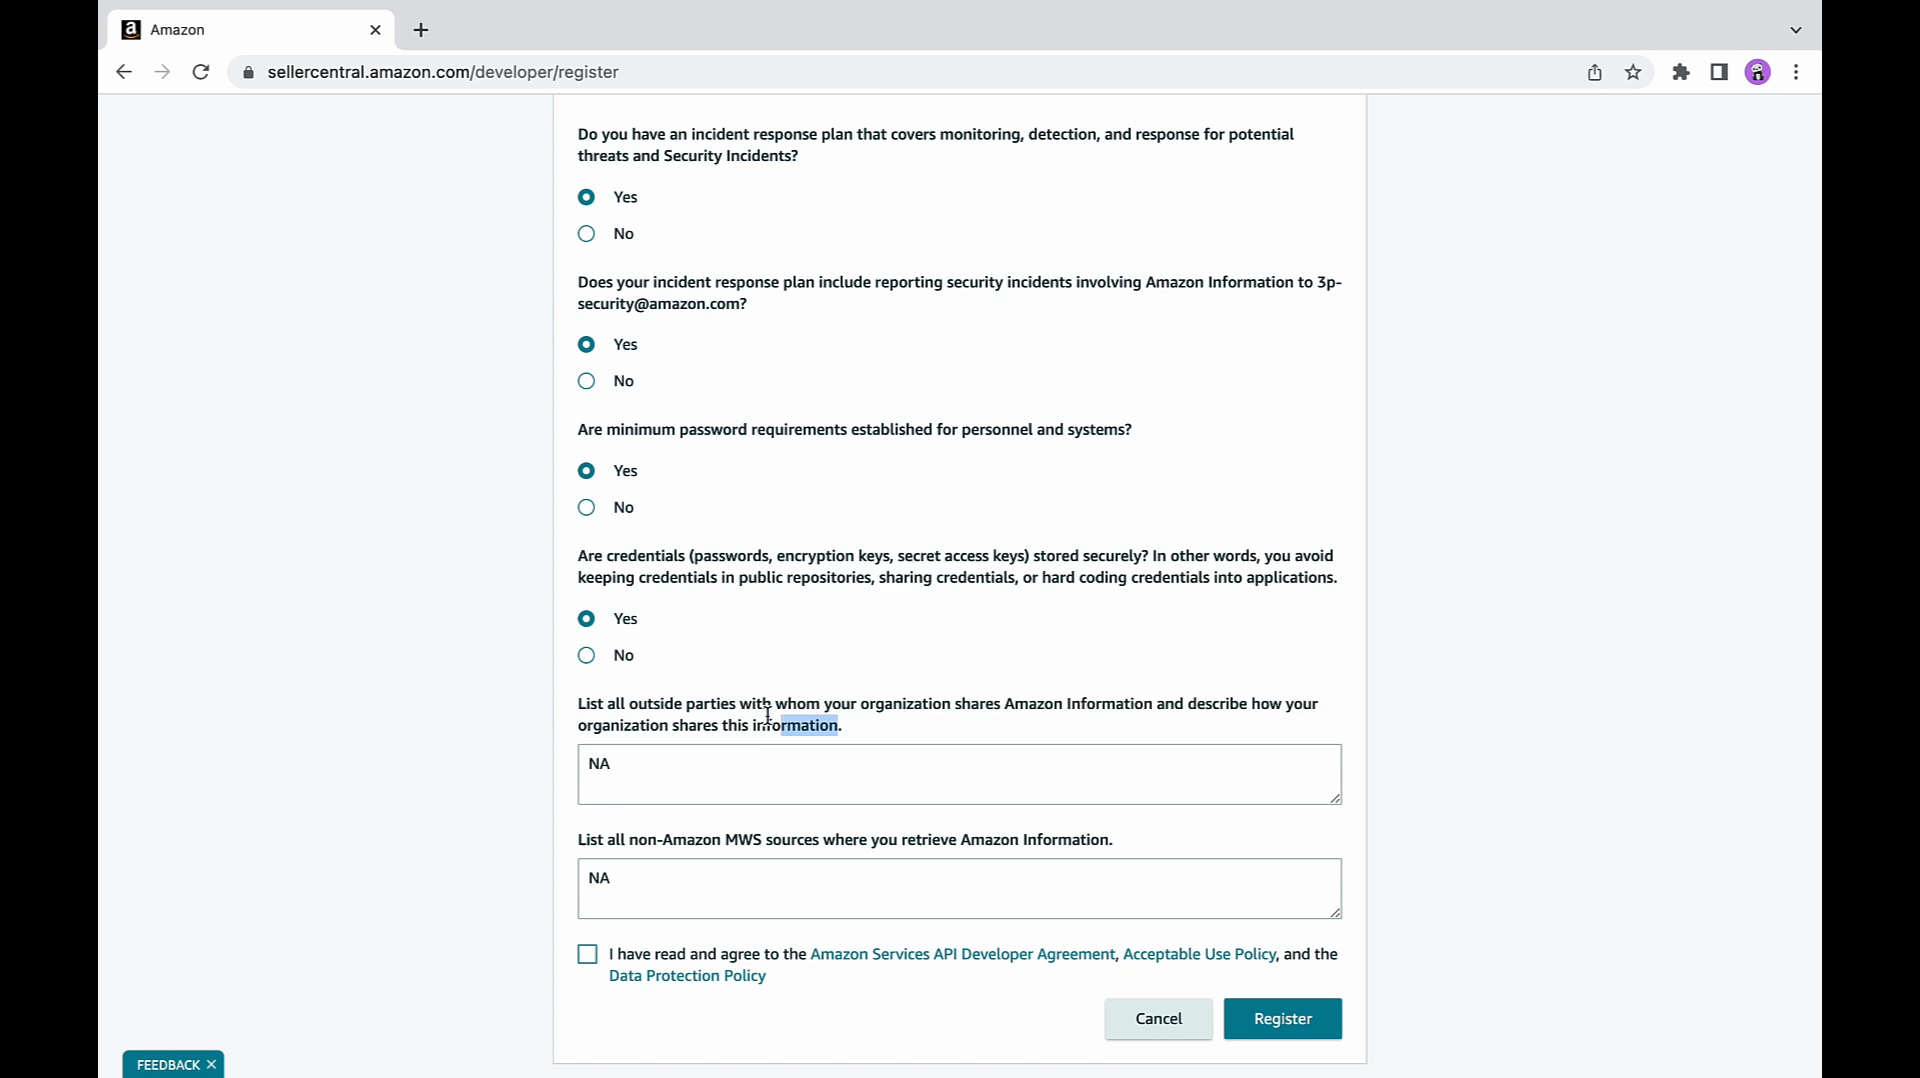 Amazon
sellercentral.amazon.com/developer/register
Do you have an incident response plan that covers monitoring, detection, and response for potential
threats and Security Incidents?
Yes
No
Does your incident response plan include reporting security incidents involving Amazon Information to 3p-
security@amazon.com?
Yes
No
Are minimum password requirements established for personnel and systems?
Yes
No
Are credentials (passwords, encryption keys, secret access keys) stored securely? In other words, you avoid
keeping credentials in public repositories, sharing credentials, or hard coding credentials into applications.
Yes
No
List all outside parties with whom your organization shares Amazon Information and describe how your
organization shares this information.
NA
List all non-Amazon MWS sources where you retrieve Amazon Information.
NA
I have read and agree to the Amazon Services API Developer Agreement, Acceptable Use Policy, and the
Data Protection Policy
Cancel
Register
FEEDBACK